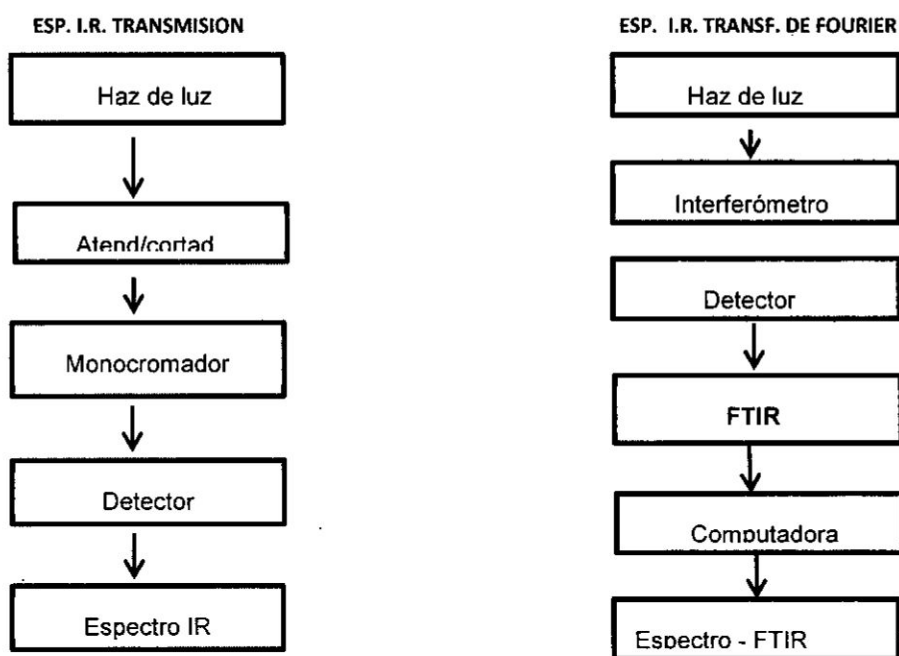 ESP. I.R. TRANSMISION
Haz de luz
Atend/cortad
Monocromador
Detector
Espectro IR
ESP. I.R. TRANSF. DE FOURIER
Haz de luz
Interferómetro
Detector
FTIR
Computadora
Espectro - FTIR